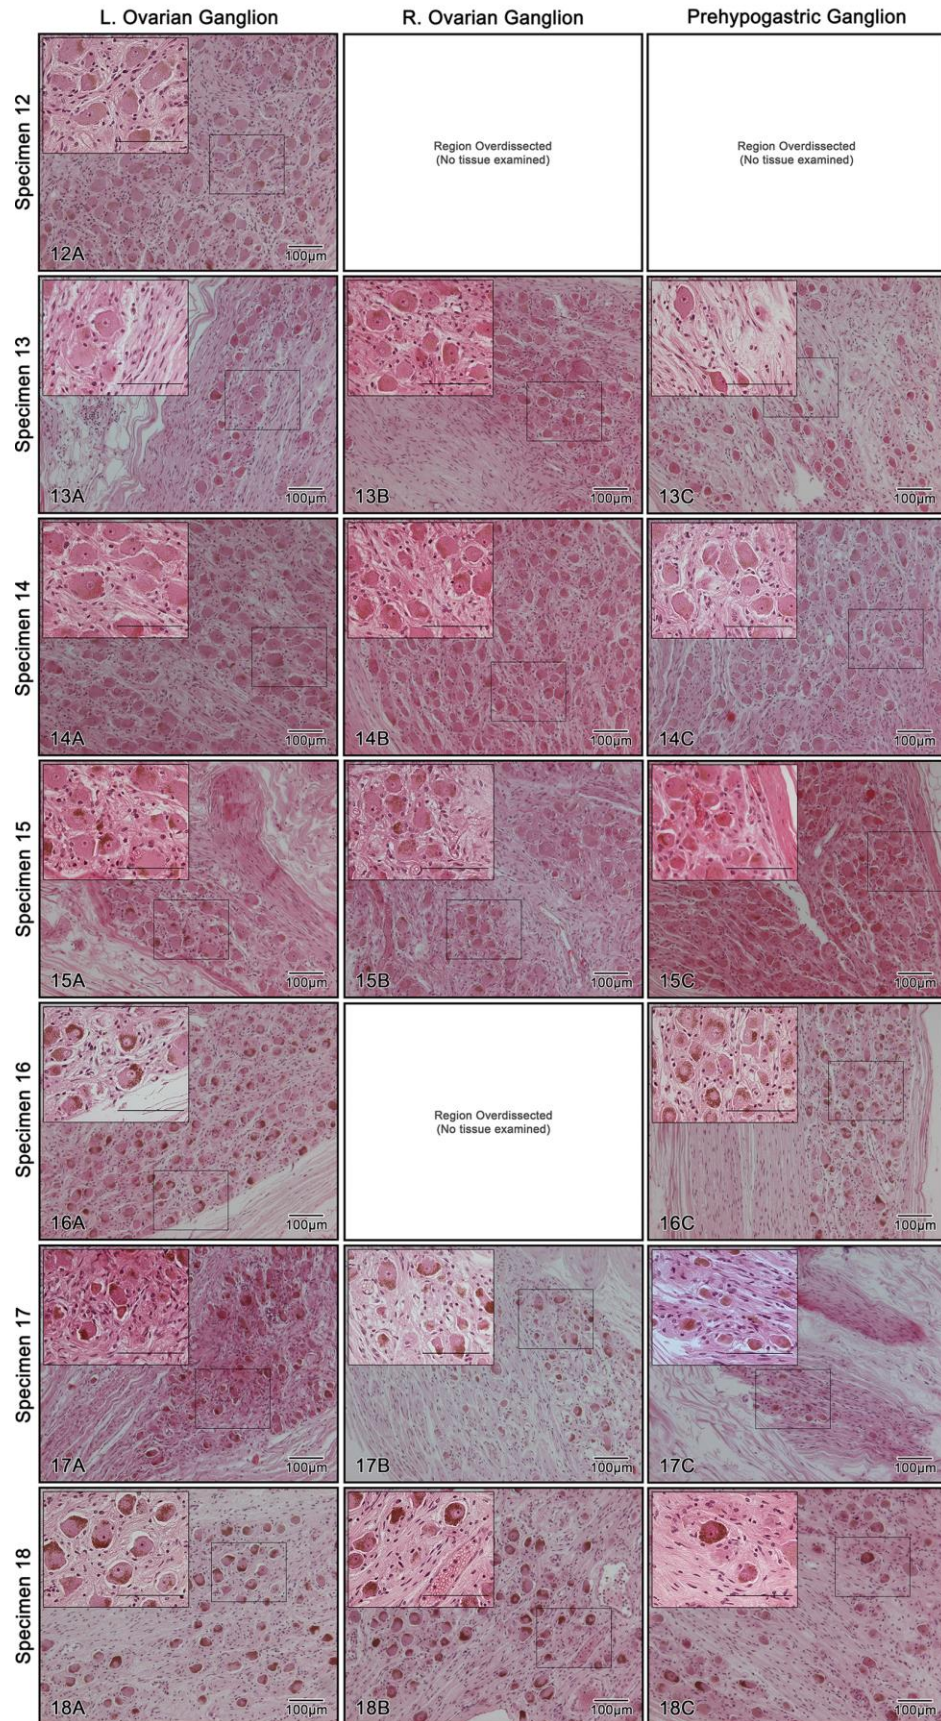 L. Ovarian Ganglion
R. Ovarian Ganglion
Prehypogastric Ganglion
Specimen 12
12A
100µm
Region Overdissected
(No tissue examined)
Region Overdissected
(No tissue examined)
Specimen 13
13A
100µm
13B
100µm
13C
100µm
Specimen 14
14A
100µm
14B
100µm
14C
100µm
Specimen 15
15A
100µm
15B
100µm
15C
100µm
Specimen 16
16A
100µm
Region Overdissected
(No tissue examined)
16C
100µm
Specimen 17
17A
100µm
17B
100µm
17C
100µm
Specimen 18
18A
100µm
18B
100µm
18C
100µm